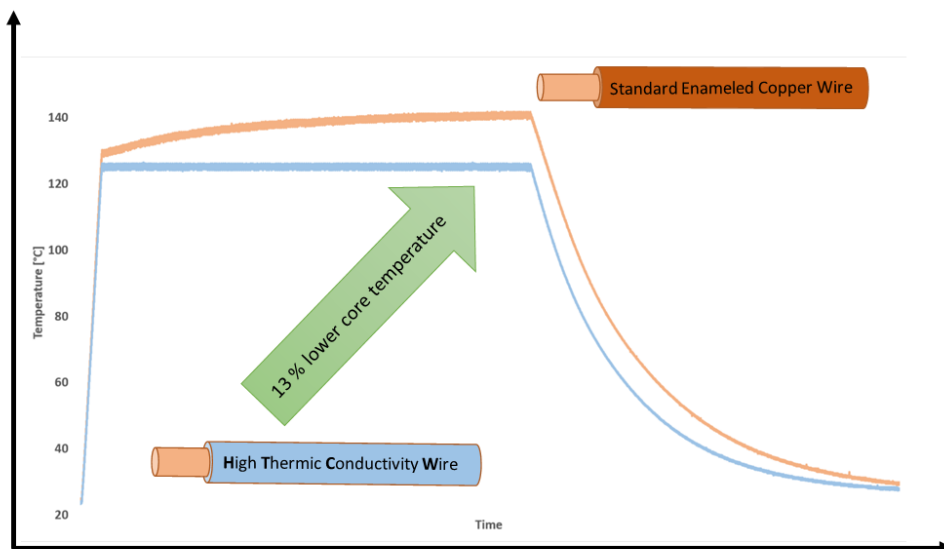 Standard Enameled Copper Wire
140
120
100
80
60
40
20
Temperature [°C]
13 % lower core temperature
High Thermic Conductivity Wire
Time